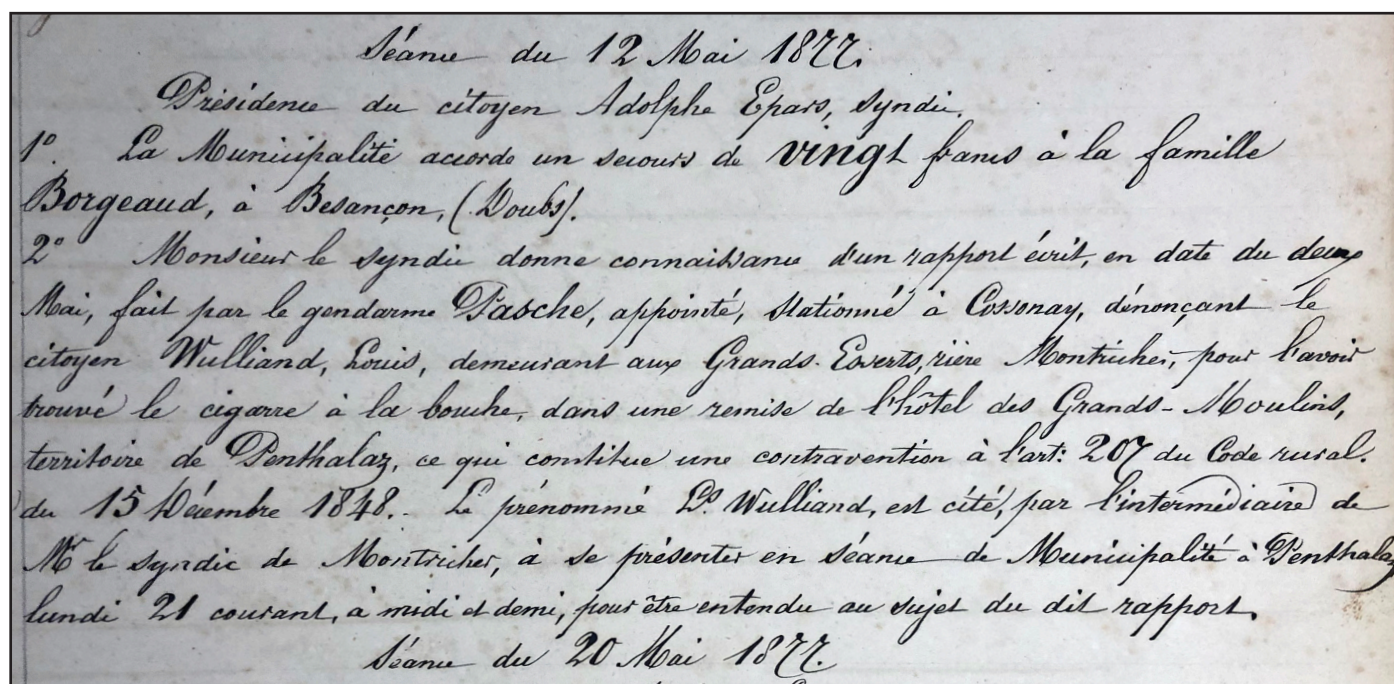 Séance du 12 Mai 1877.
Présidence du citoyen Adolphe Epars, syndic.
1º. La Municipalité accorde un secours de vingt francs à la famille
Borgeaud, à Besançon, (Doubs).
2º Monsieur le syndic donne connaissance d'un rapport écrit, en date du deux
Mai, fait par le gendarme Pasche, appointé, stationné à Cossonay, dénonçant le
citoyen Wulliand, Louis, demeurant aux Grands-Esserts, rière Montricher, pour l'avoir
trouvé le cigarre à la bouche, dans une remise de l'hôtel des Grands-Moulins,
territoire de Penthalaz, ce qui constitue une contravention à l'art: 207 du Code rural.
du 15 Décembre 1848.. Le prénommé Ls. Wulliand, est cité, par l'intermédiaire de
Mr le syndic de Montricher, à se présenter en séance de Municipalité à Penthalaz
lundi 21 courant, à midi et demi, pour être entendu au sujet du dit rapport.
Séance du 20 Mai 1877.